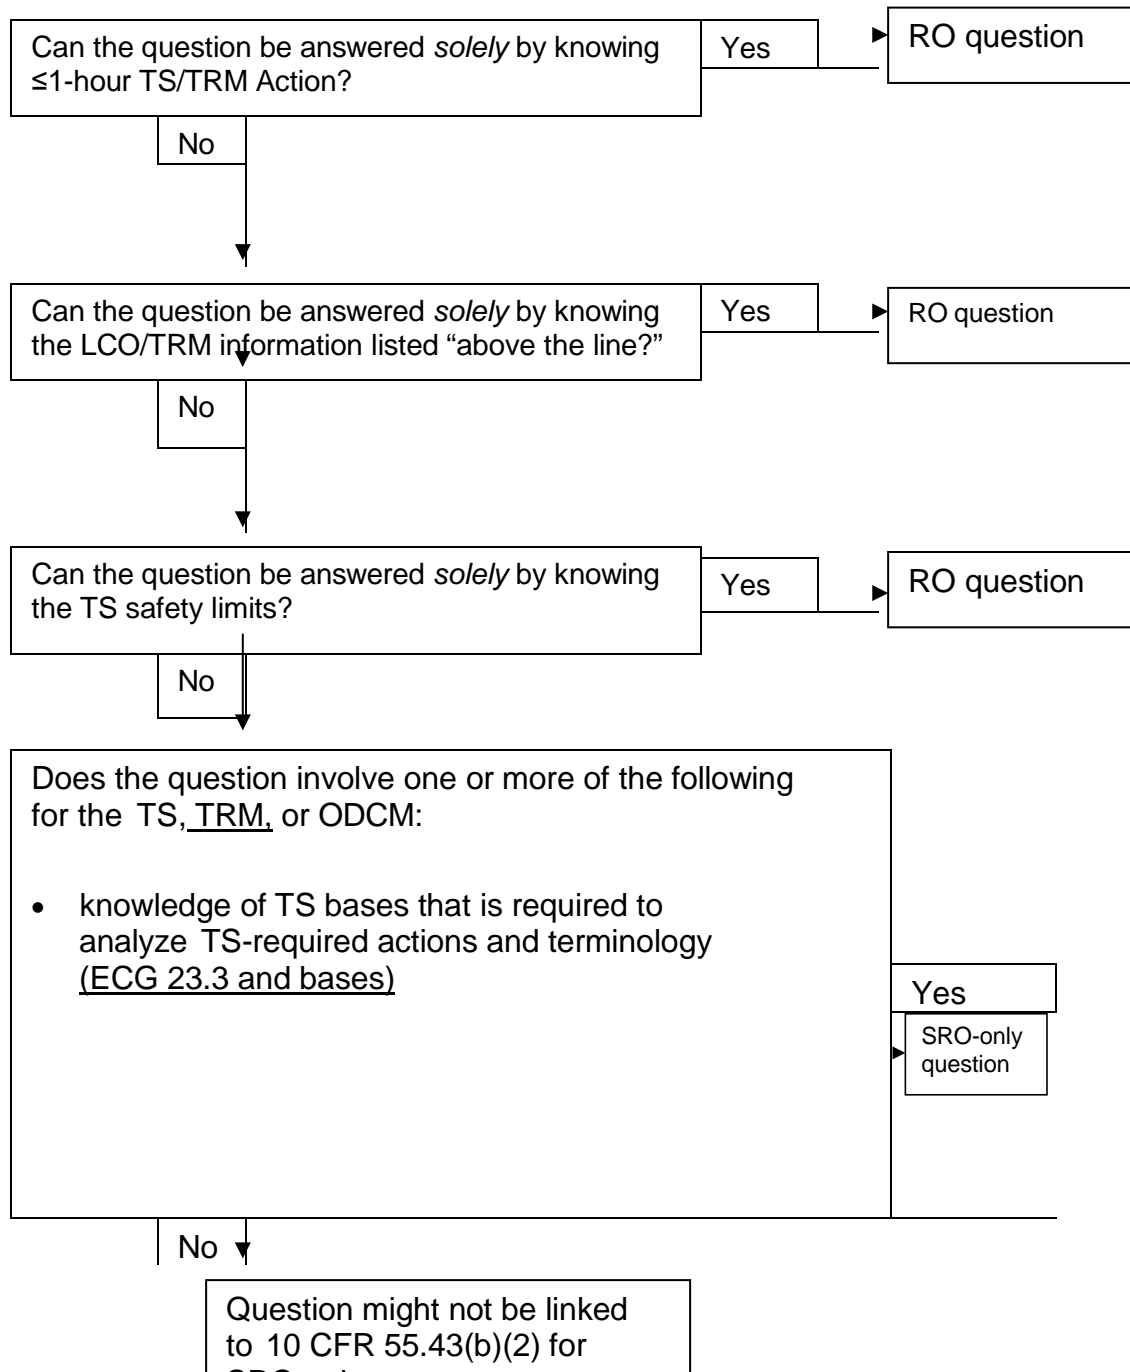 Can the question be answered solely by knowing
≤1-hour TS/TRM Action?
Yes
RO question
No
Can the question be answered solely by knowing
the LCO/TRM information listed “above the line?”
Yes
RO question
No
Can the question be answered solely by knowing
the TS safety limits?
Yes
RO question
No
Does the question involve one or more of the following
for the TS, TRM, or ODCM:
• knowledge of TS bases that is required to
analyze TS-required actions and terminology
(ECG 23.3 and bases)
Yes
SRO-only
question
No
Question might not be linked
to 10 CFR 55.43(b)(2) for